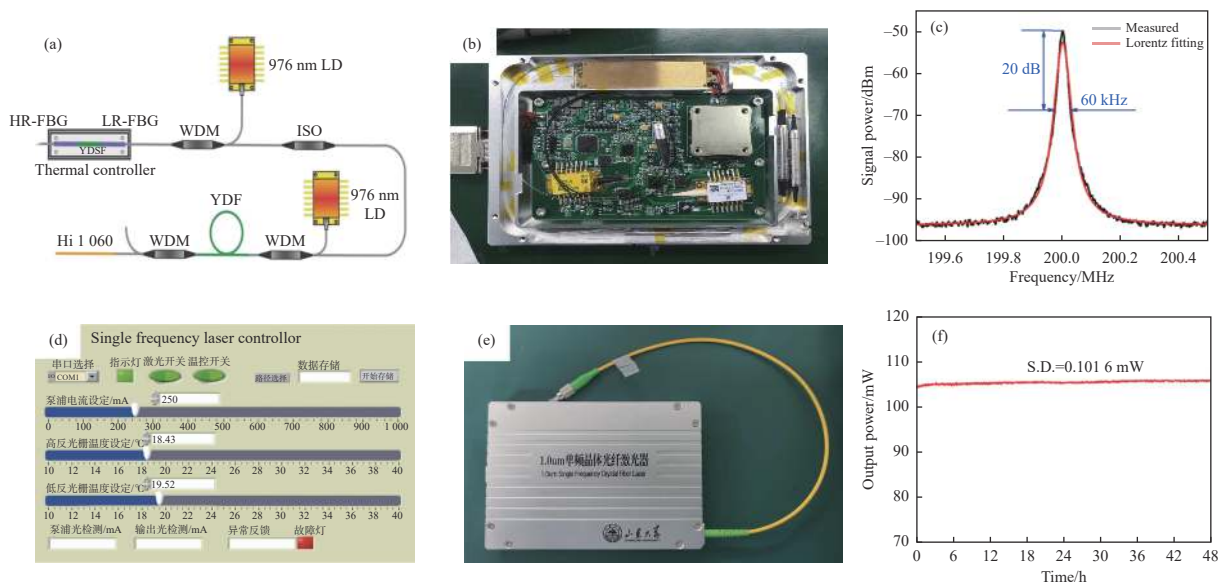 (a)
976 nm LD
HR-FBG
LR-FBG
WDM
ISO
YDSF
Thermal controller
YDF
976 nm
LD
Hi 1 060
WDM
WDM
(b)
(c)
Measured
Lorentz fitting
20 dB
60 kHz
Signal power/dBm
−50
−60
−70
−80
−90
−100
199.6
199.8
200.0
200.2
200.4
Frequency/MHz
(d)
Single frequency laser controllor
串口选择
指示灯
激光开关
温控开关
数据存储
COM1
路径选择
开始存储
泵浦电流设定/mA
250
0 100 200 300 400 500 600 700 800 900 1 000
高反光栅温度设定/℃
18.43
10 12 14 16 18 20 22 24 26 28 30 32 34 36 38 40
低反光栅温度设定/℃
19.52
10 12 14 16 18 20 22 24 26 28 30 32 34 36 38 40
泵浦光检测/mA
输出光检测/mA
异常反馈
故障灯
(e)
1.0um单频晶体光纤激光器
1.0um Single Frequency Crystal Fiber Laser
山东大学
(f)
S.D.=0.101 6 mW
Output power/mW
120
110
100
90
80
70
0 6 12 18 24 30 36 42 48
Time/h